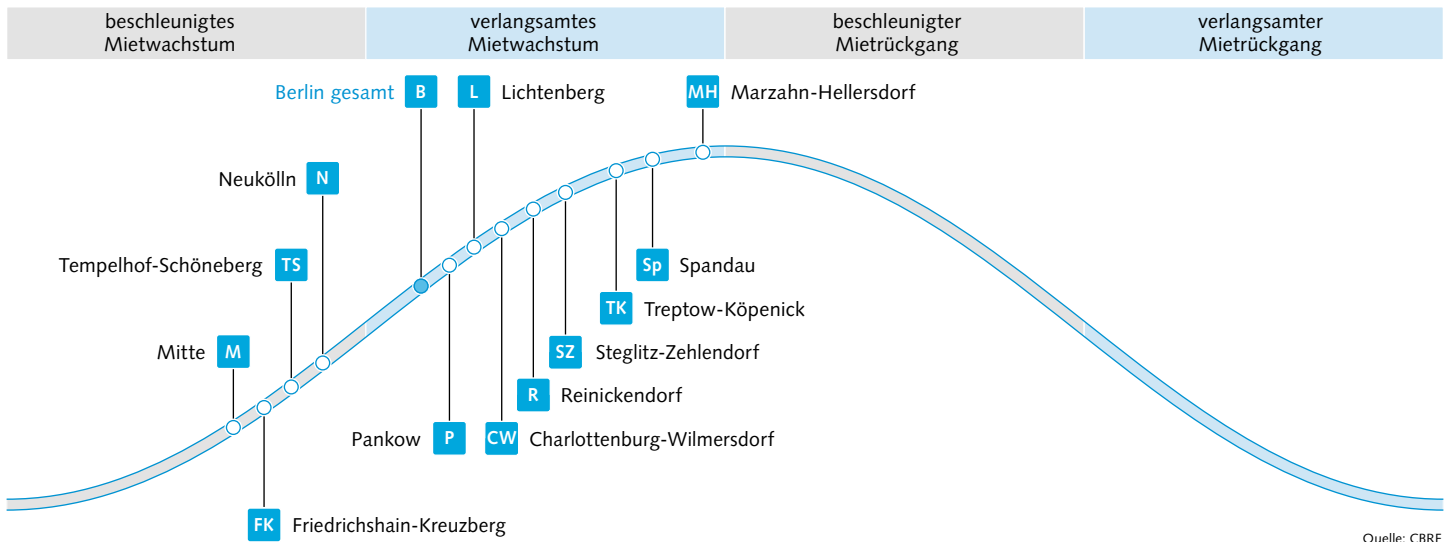 beschleunigtes
Mietwachstum
verlangsamtes
Mietwachstum
beschleunigter
Mietrückgang
verlangsamter
Mietrückgang
Berlin gesamt B
L Lichtenberg
MH Marzahn-Hellersdorf
Neukölln N
Tempelhof-Schöneberg TS
Sp Spandau
TK Treptow-Köpenick
Mitte M
SZ Steglitz-Zehlendorf
R Reinickendorf
Pankow P
CW Charlottenburg-Wilmersdorf
FK Friedrichshain-Kreuzberg
Quelle: CBRE